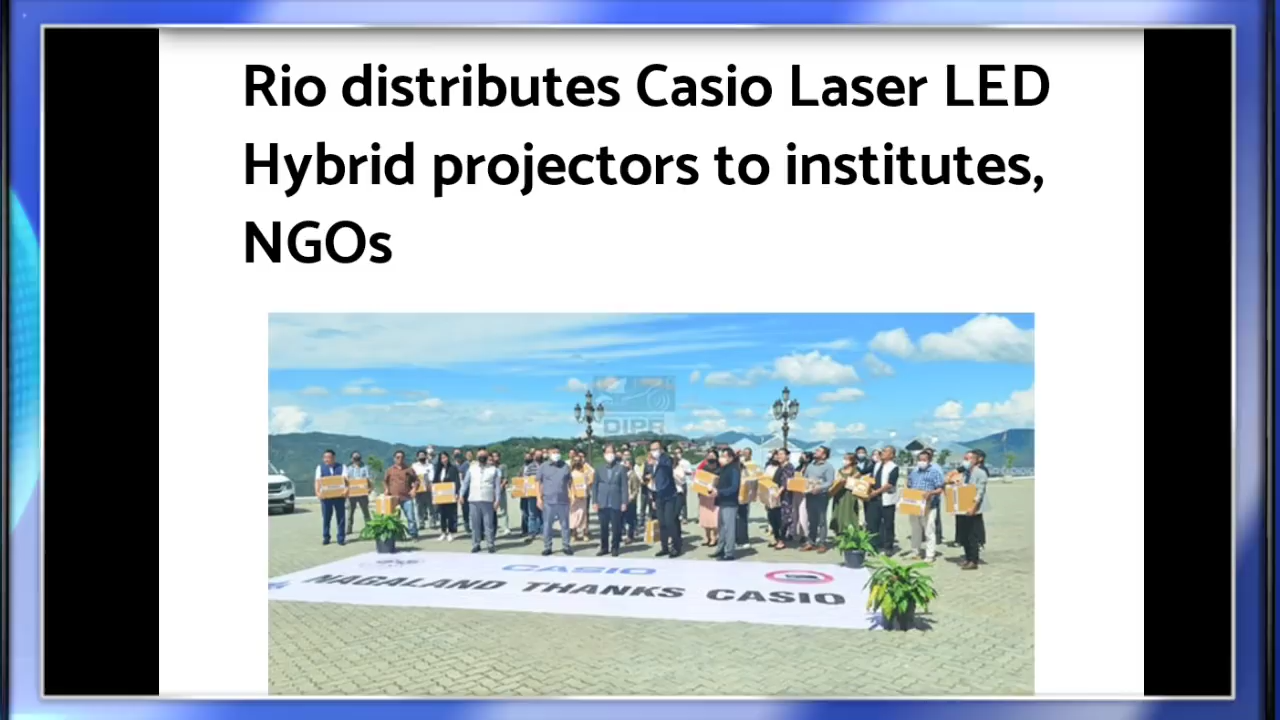 Rio distributes Casio Laser LED
Hybrid projectors to institutes,
NGOs
DIPR
CASIO
NAGALAND THANKS CASIO